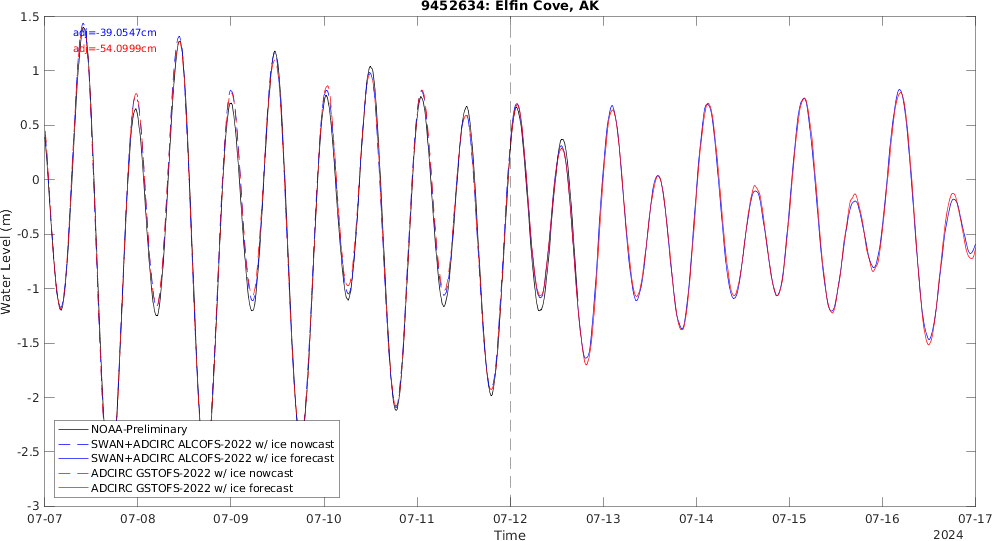 9452634: Elfin Cove, AK
adj=-39.0547cm
adj=-54.0999cm
Water Level (m)
1.5
1
0.5
0
-0.5
-1
-1.5
-2
-2.5
-3
NOAA-Preliminary
SWAN+ADCIRC ALCOFS-2022 w/ ice nowcast
SWAN+ADCIRC ALCOFS-2022 w/ ice forecast
ADCIRC GSTOFS-2022 w/ ice nowcast
ADCIRC GSTOFS-2022 w/ ice forecast
07-07 07-08 07-09 07-10 07-11 07-12 07-13 07-14 07-15 07-16 07-17
Time
2024